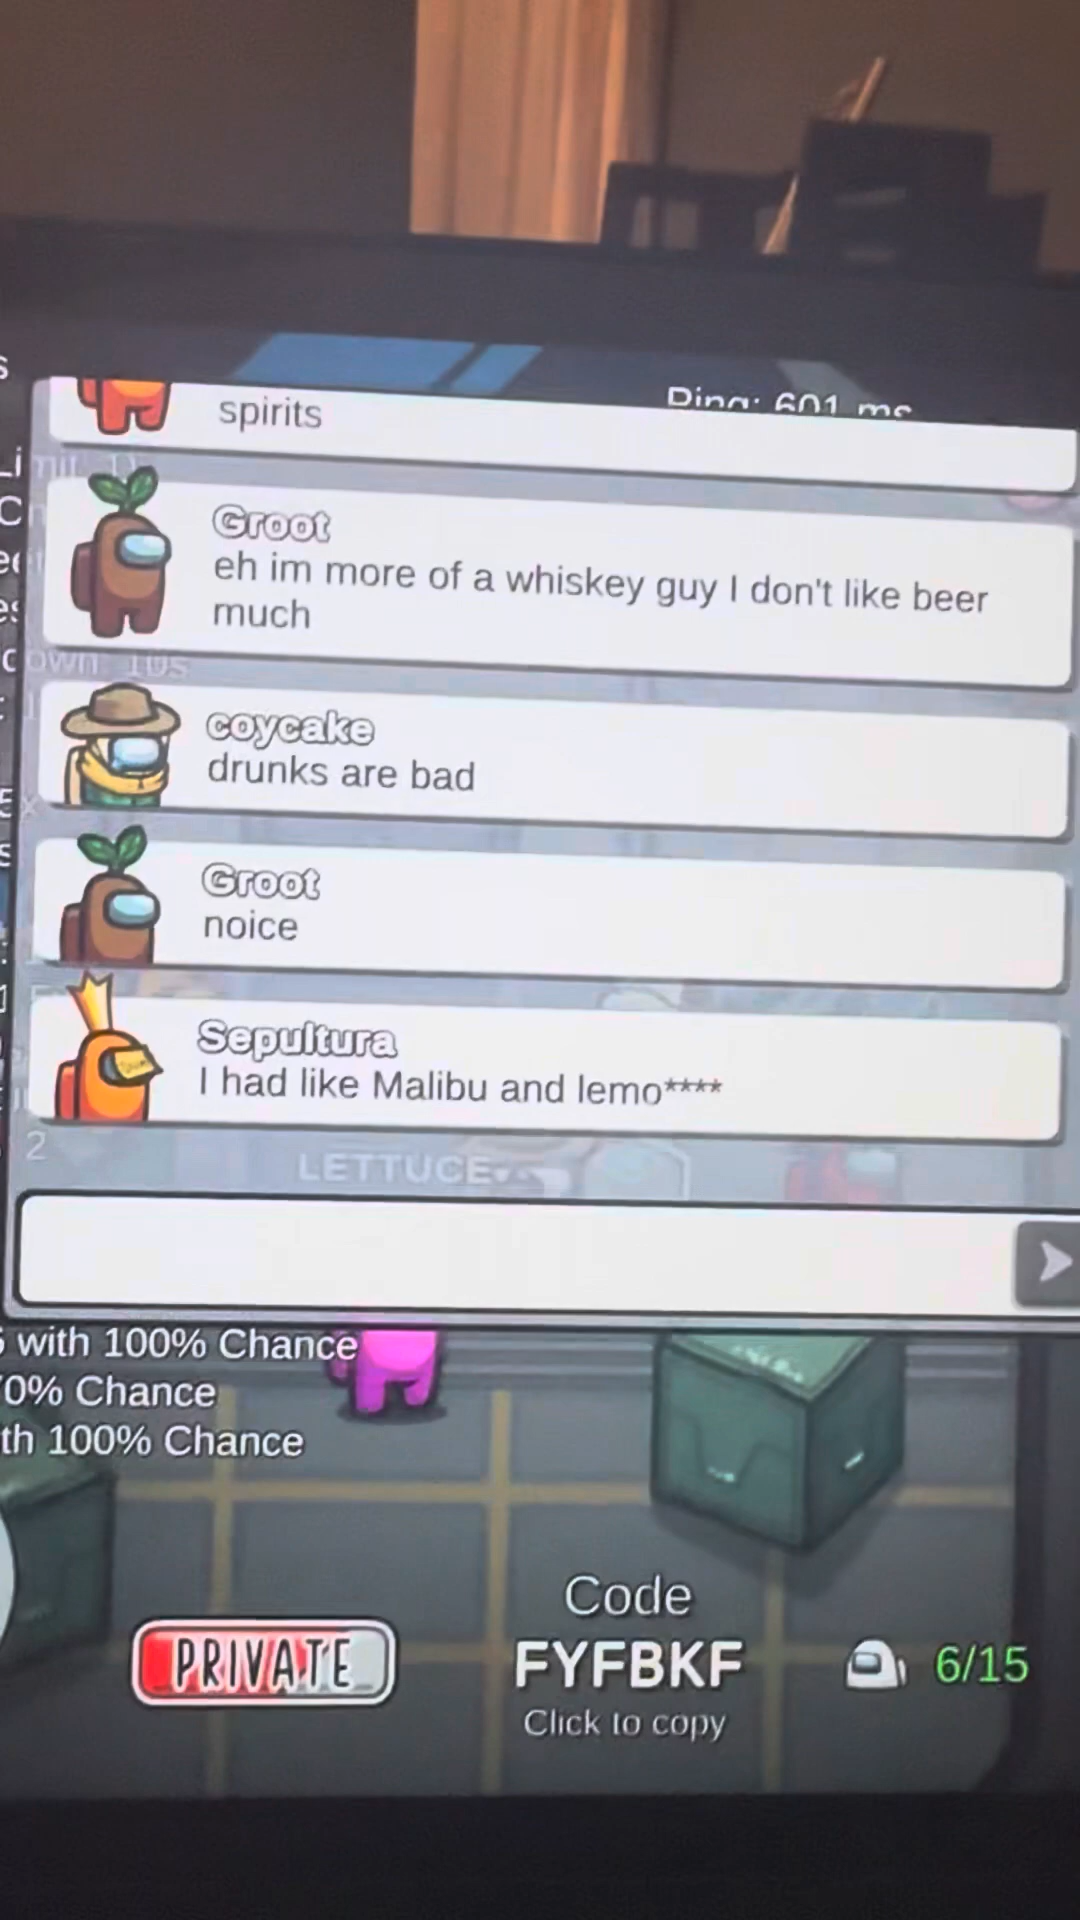 spirits
Ping: 601 ms
Groot
eh im more of a whiskey guy I don't like beer
much
coycake
drunks are bad
Groot
noice
Sepultura
I had like Malibu and lemo****
2
LETTUCE
with 100% Chance
0% Chance
th 100% Chance
Code
PRIVATE
FYFBKF
6/15
Click to copy